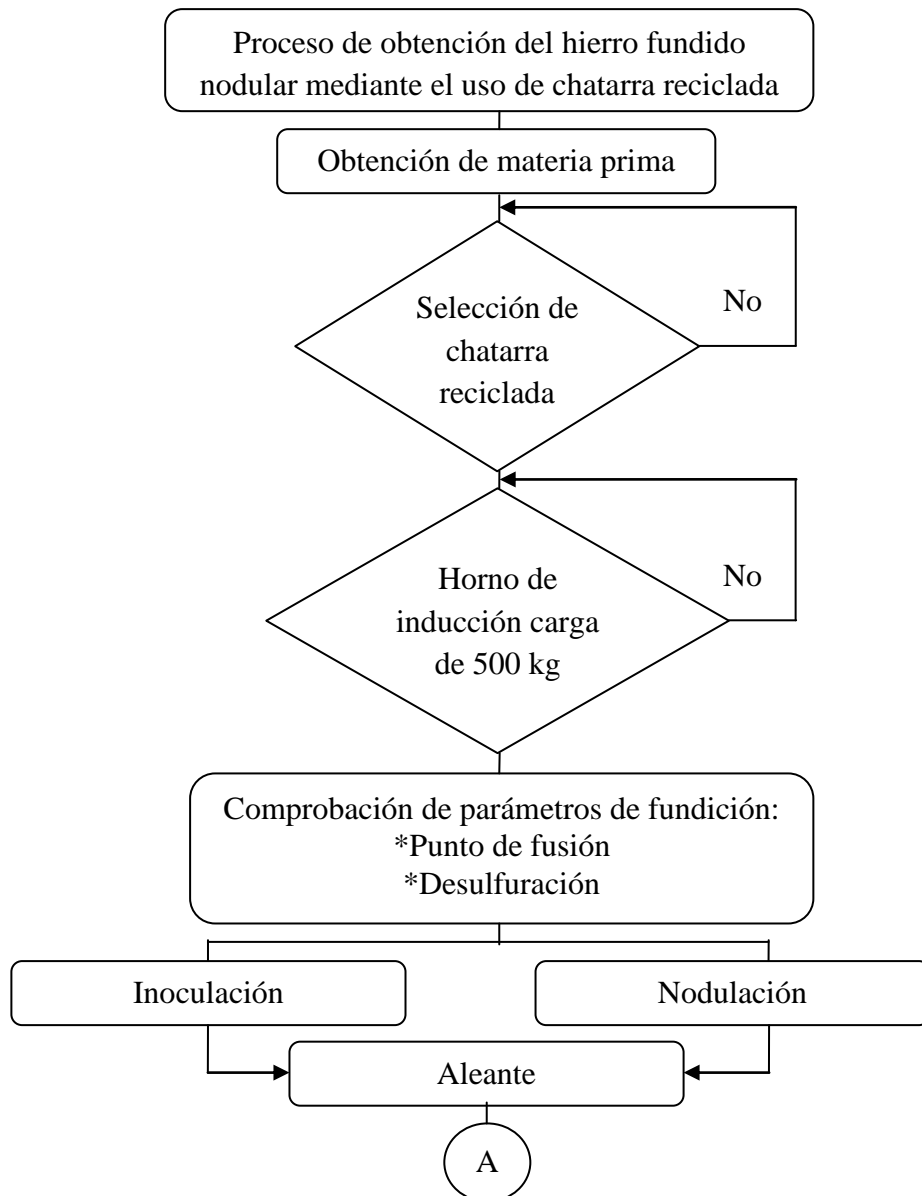 Proceso de obtención del hierro fundido
nodular mediante el uso de chatarra reciclada
Obtención de materia prima
Selección de
chatarra
reciclada
No
Horno de
inducción carga
de 500 kg
No
Comprobación de parámetros de fundición:
*Punto de fusión
*Desulfuración
Inoculación
Nodulación
Aleante
A